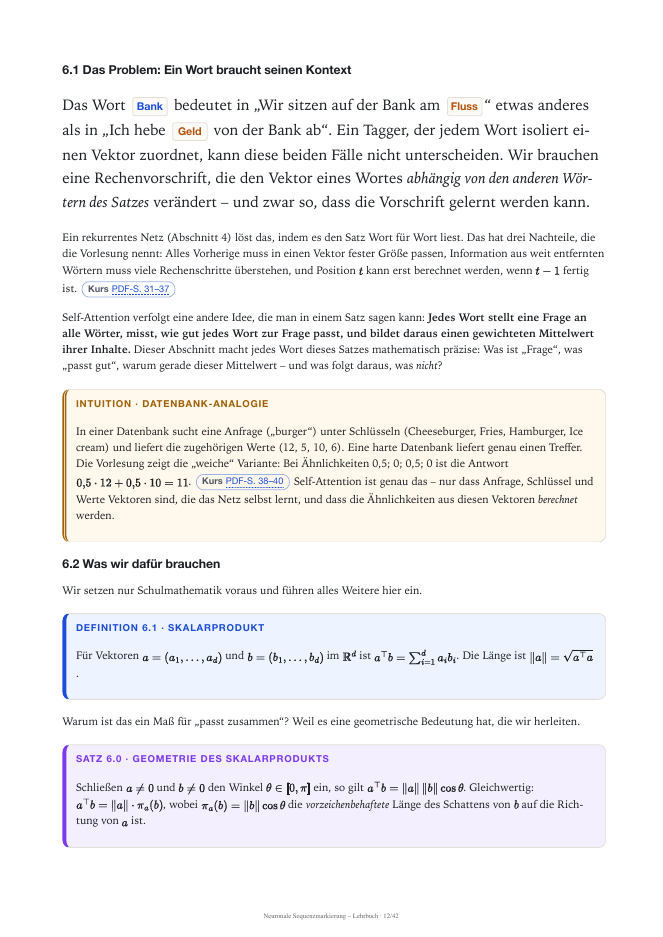 6.1 Das Problem: Ein Wort braucht seinen Kontext
Das Wort Bank bedeutet in „Wir sitzen auf der Bank am Fluss “ etwas anderes
als in „Ich hebe Geld von der Bank ab“. Ein Tagger, der jedem Wort isoliert ei-
nen Vektor zuordnet, kann diese beiden Fälle nicht unterscheiden. Wir brauchen
eine Rechenvorschrift, die den Vektor eines Wortes abhängig von den anderen Wör-
tern des Satzes verändert – und zwar so, dass die Vorschrift gelernt werden kann.
Ein rekurrentes Netz (Abschnitt 4) löst das, indem es den Satz Wort für Wort liest. Das hat drei Nachteile, die
die Vorlesung nennt: Alles Vorherige muss in einen Vektor fester Größe passen, Information aus weit entfernten
Wörtern muss viele Rechenschritte überstehen, und Position t kann erst berechnet werden, wenn t − 1 fertig
ist. Kurs PDF-S. 31–37
Self-Attention verfolgt eine andere Idee, die man in einem Satz sagen kann: Jedes Wort stellt eine Frage an
alle Wörter, misst, wie gut jedes Wort zur Frage passt, und bildet daraus einen gewichteten Mittelwert
ihrer Inhalte. Dieser Abschnitt macht jedes Wort dieses Satzes mathematisch präzise: Was ist „Frage“, was
„passt gut“, warum gerade dieser Mittelwert – und was folgt daraus, was nicht?
INTUITION · DATENBANK-ANALOGIE
In einer Datenbank sucht eine Anfrage („burger“) unter Schlüsseln (Cheeseburger, Fries, Hamburger, Ice
cream) und liefert die zugehörigen Werte (12, 5, 10, 6). Eine harte Datenbank liefert genau einen Treffer.
Die Vorlesung zeigt die „weiche“ Variante: Bei Ähnlichkeiten 0,5; 0; 0,5; 0 ist die Antwort
0,5 · 12 + 0,5 · 10 = 11. Kurs PDF-S. 38–40 Self-Attention ist genau das – nur dass Anfrage, Schlüssel und
Werte Vektoren sind, die das Netz selbst lernt, und dass die Ähnlichkeiten aus diesen Vektoren berechnet
werden.
6.2 Was wir dafür brauchen
Wir setzen nur Schulmathematik voraus und führen alles Weitere hier ein.
DEFINITION 6.1 · SKALARPRODUKT
Für Vektoren a = (a₁, . . . , a_d) und b = (b₁, . . . , b_d) im ℝᵈ ist a⊤b = ∑ᵈᵢ₌₁ aᵢbᵢ. Die Länge ist ‖a‖ = √a⊤a
.
Warum ist das ein Maß für „passt zusammen“? Weil es eine geometrische Bedeutung hat, die wir herleiten.
SATZ 6.0 · GEOMETRIE DES SKALARPRODUKTS
Schließen a ≠ 0 und b ≠ 0 den Winkel θ ∈ [0, π] ein, so gilt a⊤b = ‖a‖ ‖b‖ cos θ. Gleichwertig:
a⊤b = ‖a‖ · π_a(b), wobei π_a(b) = ‖b‖ cos θ die vorzeichenbehaftete Länge des Schattens von b auf die Rich-
tung von a ist.
Neuronale Sequenzmarkierung – Lehrbuch · 12/42